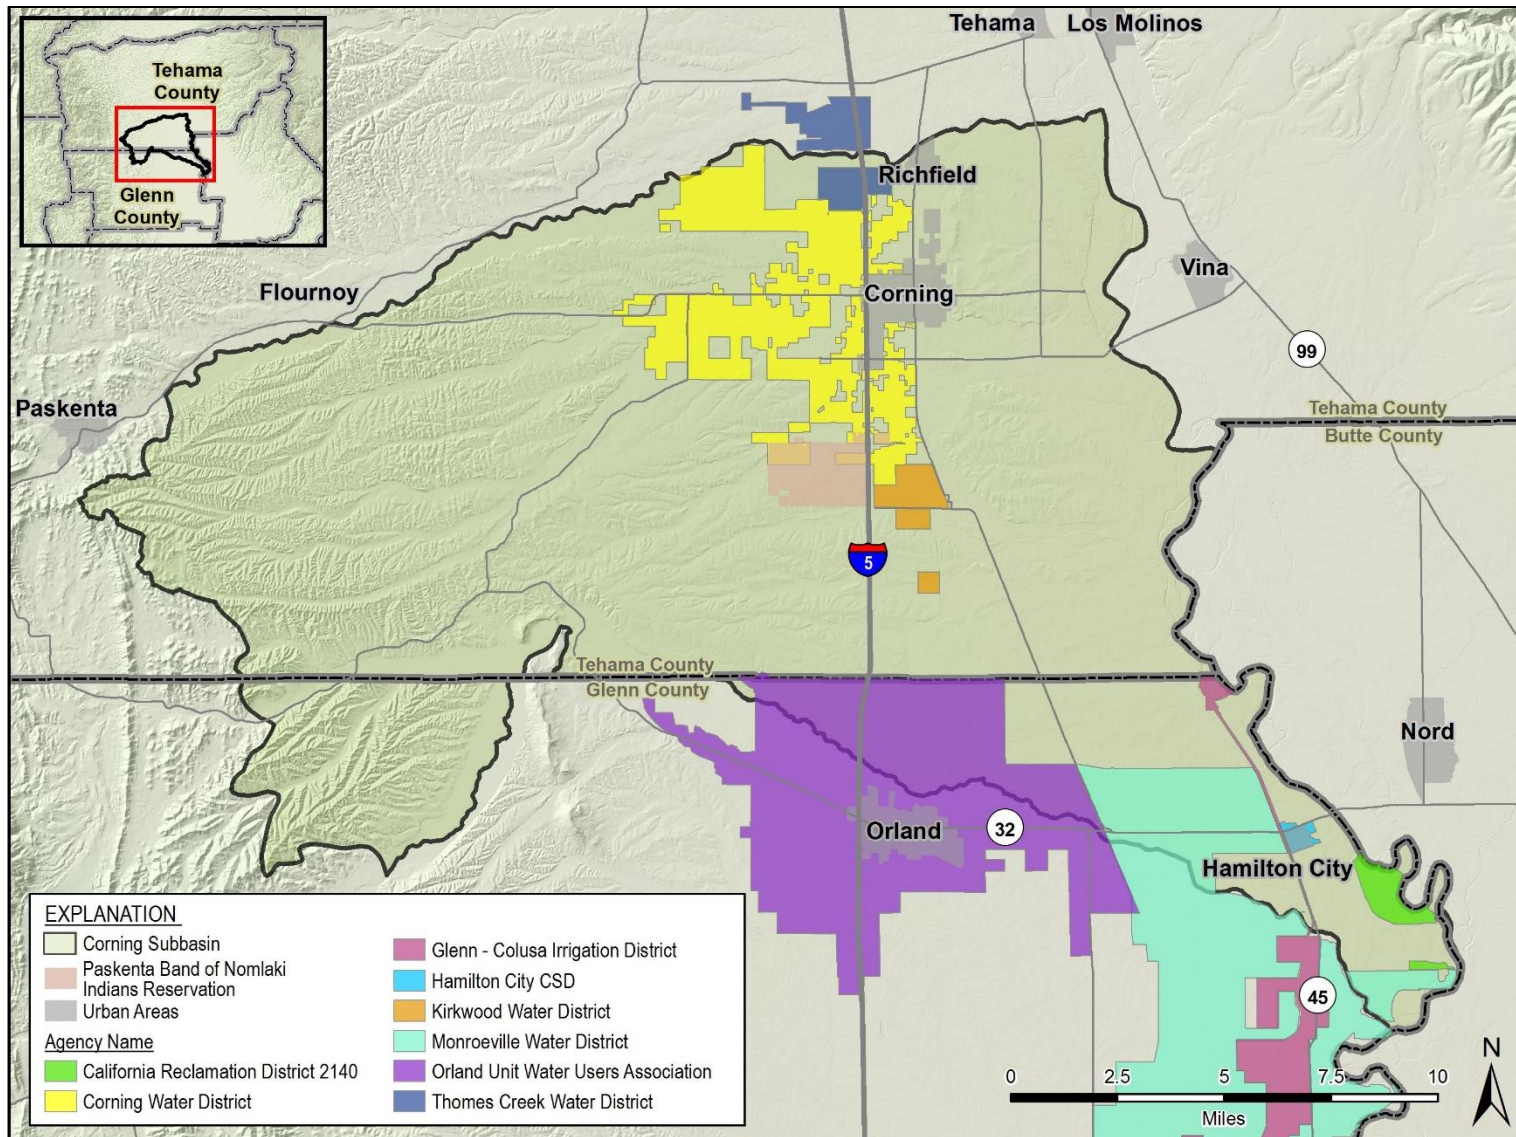 Tehama
Los Molinos
Tehama
County
Glenn
County
Richfield
Flournoy
Corning
Vina
99
Paskenta
Tehama County
Butte County
5
Tehama County
Glenn County
Nord
Orland
32
Hamilton City
45
EXPLANATION
Corning Subbasin
Paskenta Band of Nomlaki
Indians Reservation
Urban Areas
Agency Name
California Reclamation District 2140
Corning Water District
Glenn - Colusa Irrigation District
Hamilton City CSD
Kirkwood Water District
Monroeville Water District
Orland Unit Water Users Association
Thomes Creek Water District
0 2.5 5 7.5 10
Miles
N